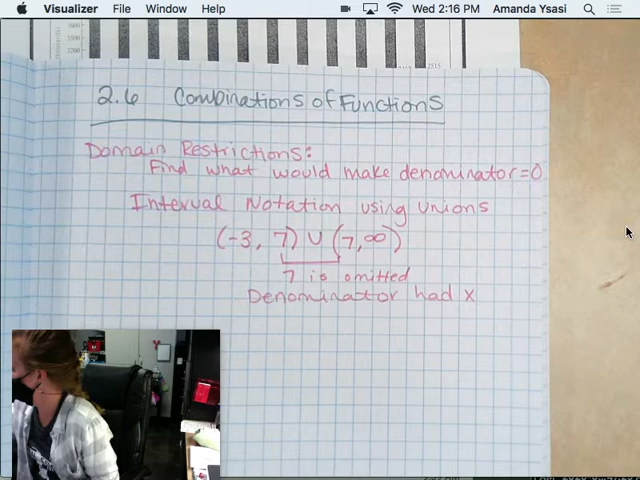 Visualizer File Window Help Wed 2:16 PM Amanda Ysasi
2.6 Combinations of Functions
Domain Restrictions:
Find what would make denominator=0
Interval Notation using Unions
(-3, 7) ∪ (7,∞)
7 is omitted
Denominator had x